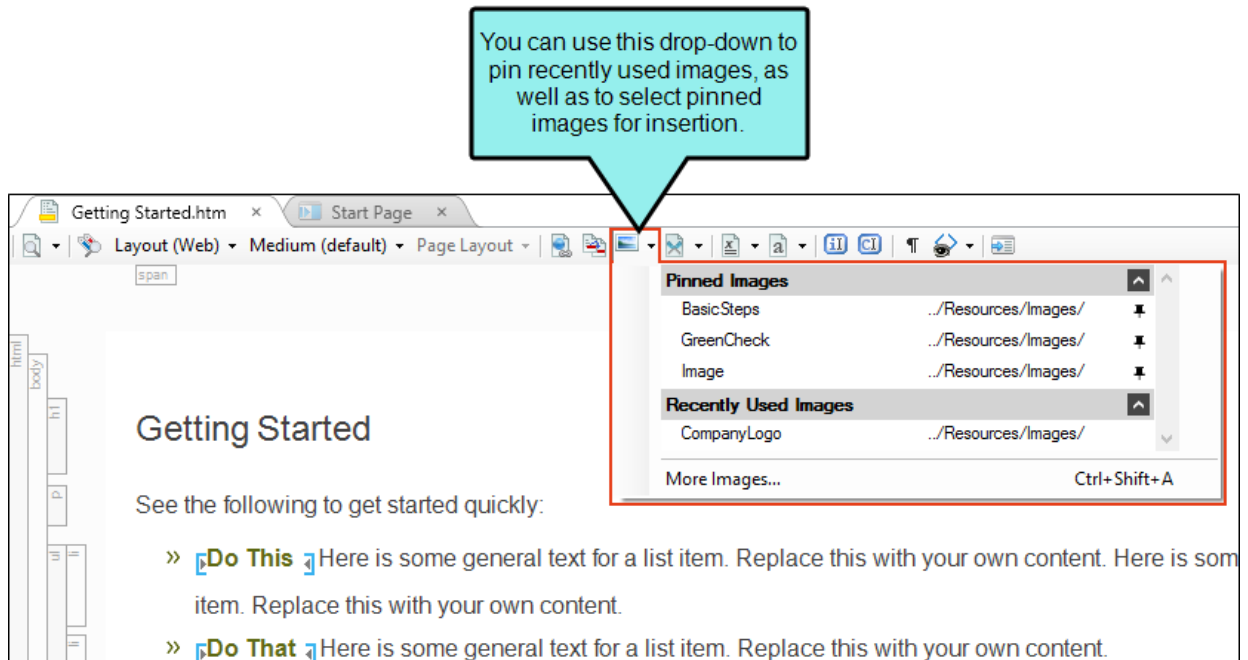 You can use this drop-down to
pin recently used images, as
well as to select pinned
images for insertion.
Getting Started.htm × Start Page ×
Layout (Web) Medium (default) Page Layout x a iI CI ¶
span
Pinned Images
BasicSteps ../Resources/Images/
GreenCheck ../Resources/Images/
Image ../Resources/Images/
Recently Used Images
CompanyLogo ../Resources/Images/
More Images... Ctrl+Shift+A
html
body
h1
Getting Started
p
See the following to get started quickly:
ul
li
» Do This Here is some general text for a list item. Replace this with your own content. Here is som
item. Replace this with your own content.
li
» Do That Here is some general text for a list item. Replace this with your own content.